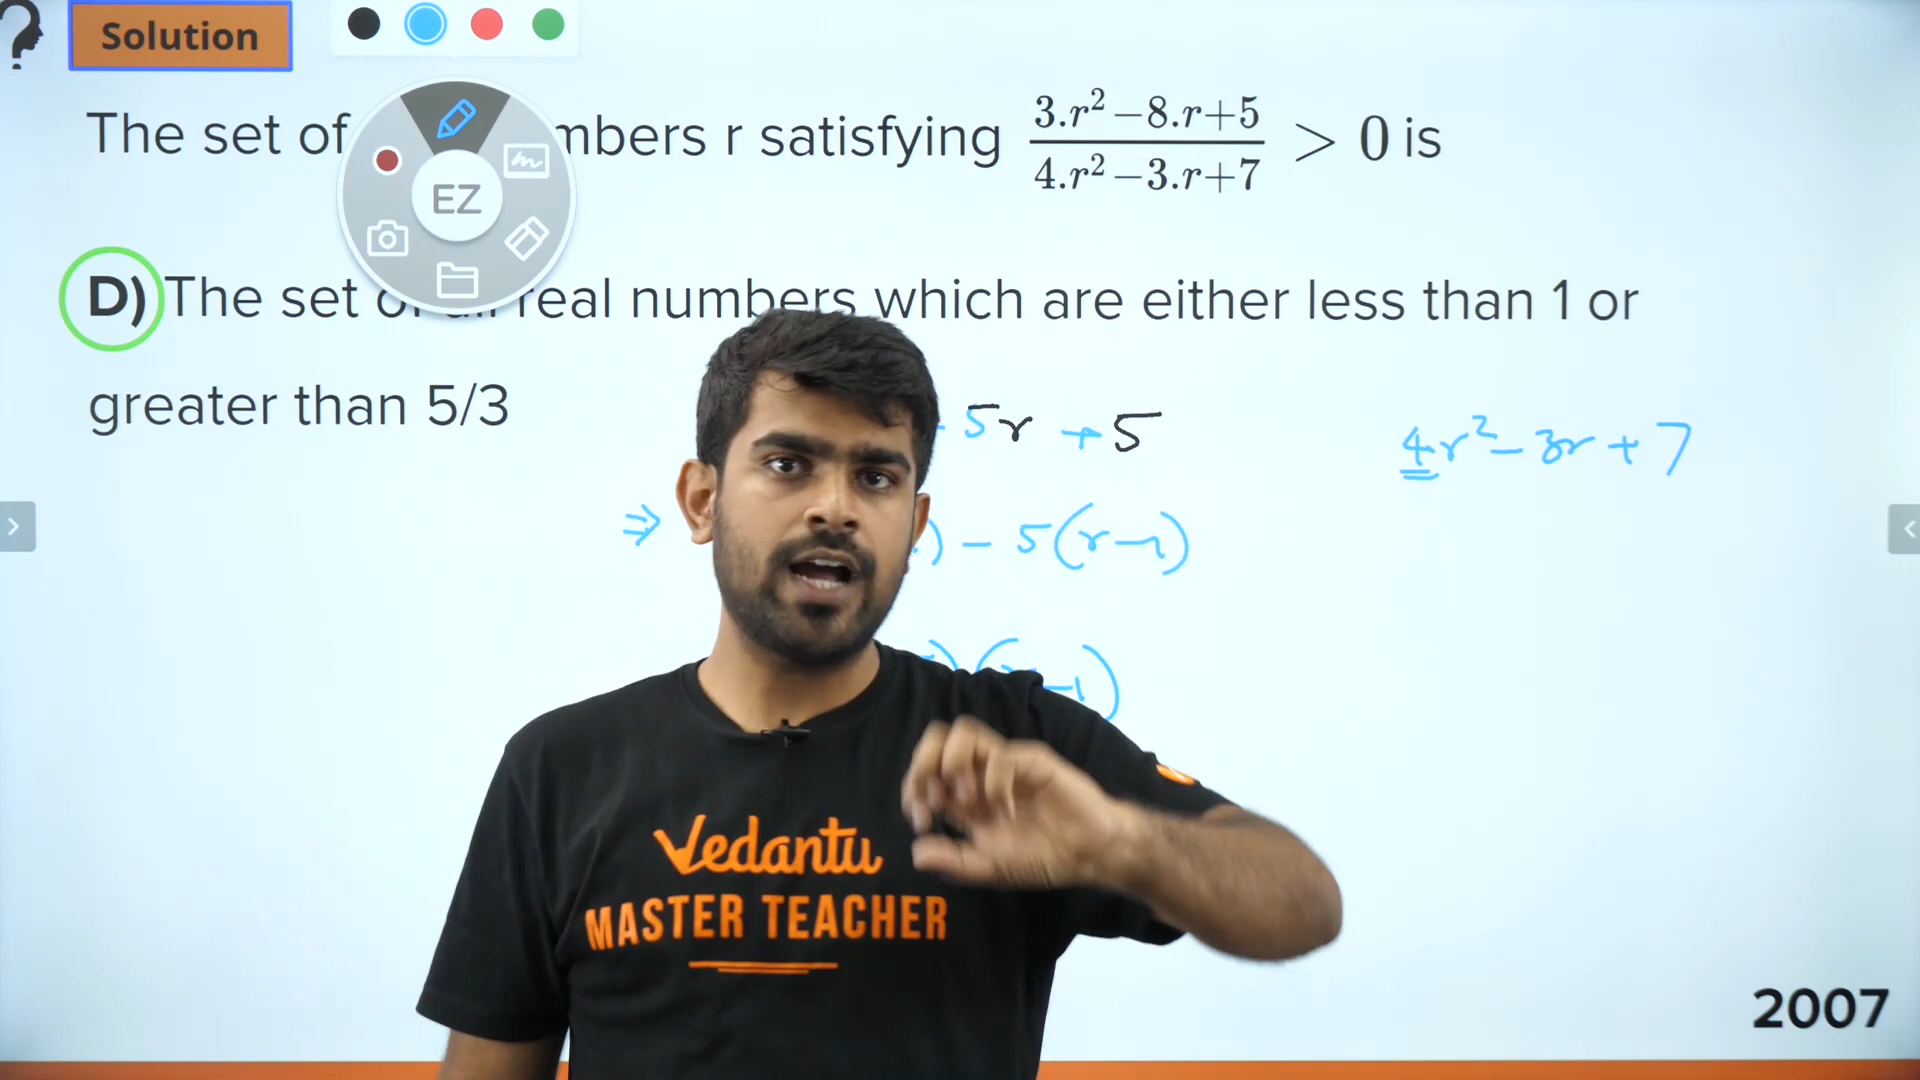 Solution
The set of mbers r satisfying 3.r²−8.r+5 / 4.r²−3.r+7 > 0 is
EZ
D) The set real numbers which are either less than 1 or
greater than 5/3
5r + 5
4r² − 3r + 7
⇒ ) − 5(r−1)
−1)
Vedantu
MASTER TEACHER
2007